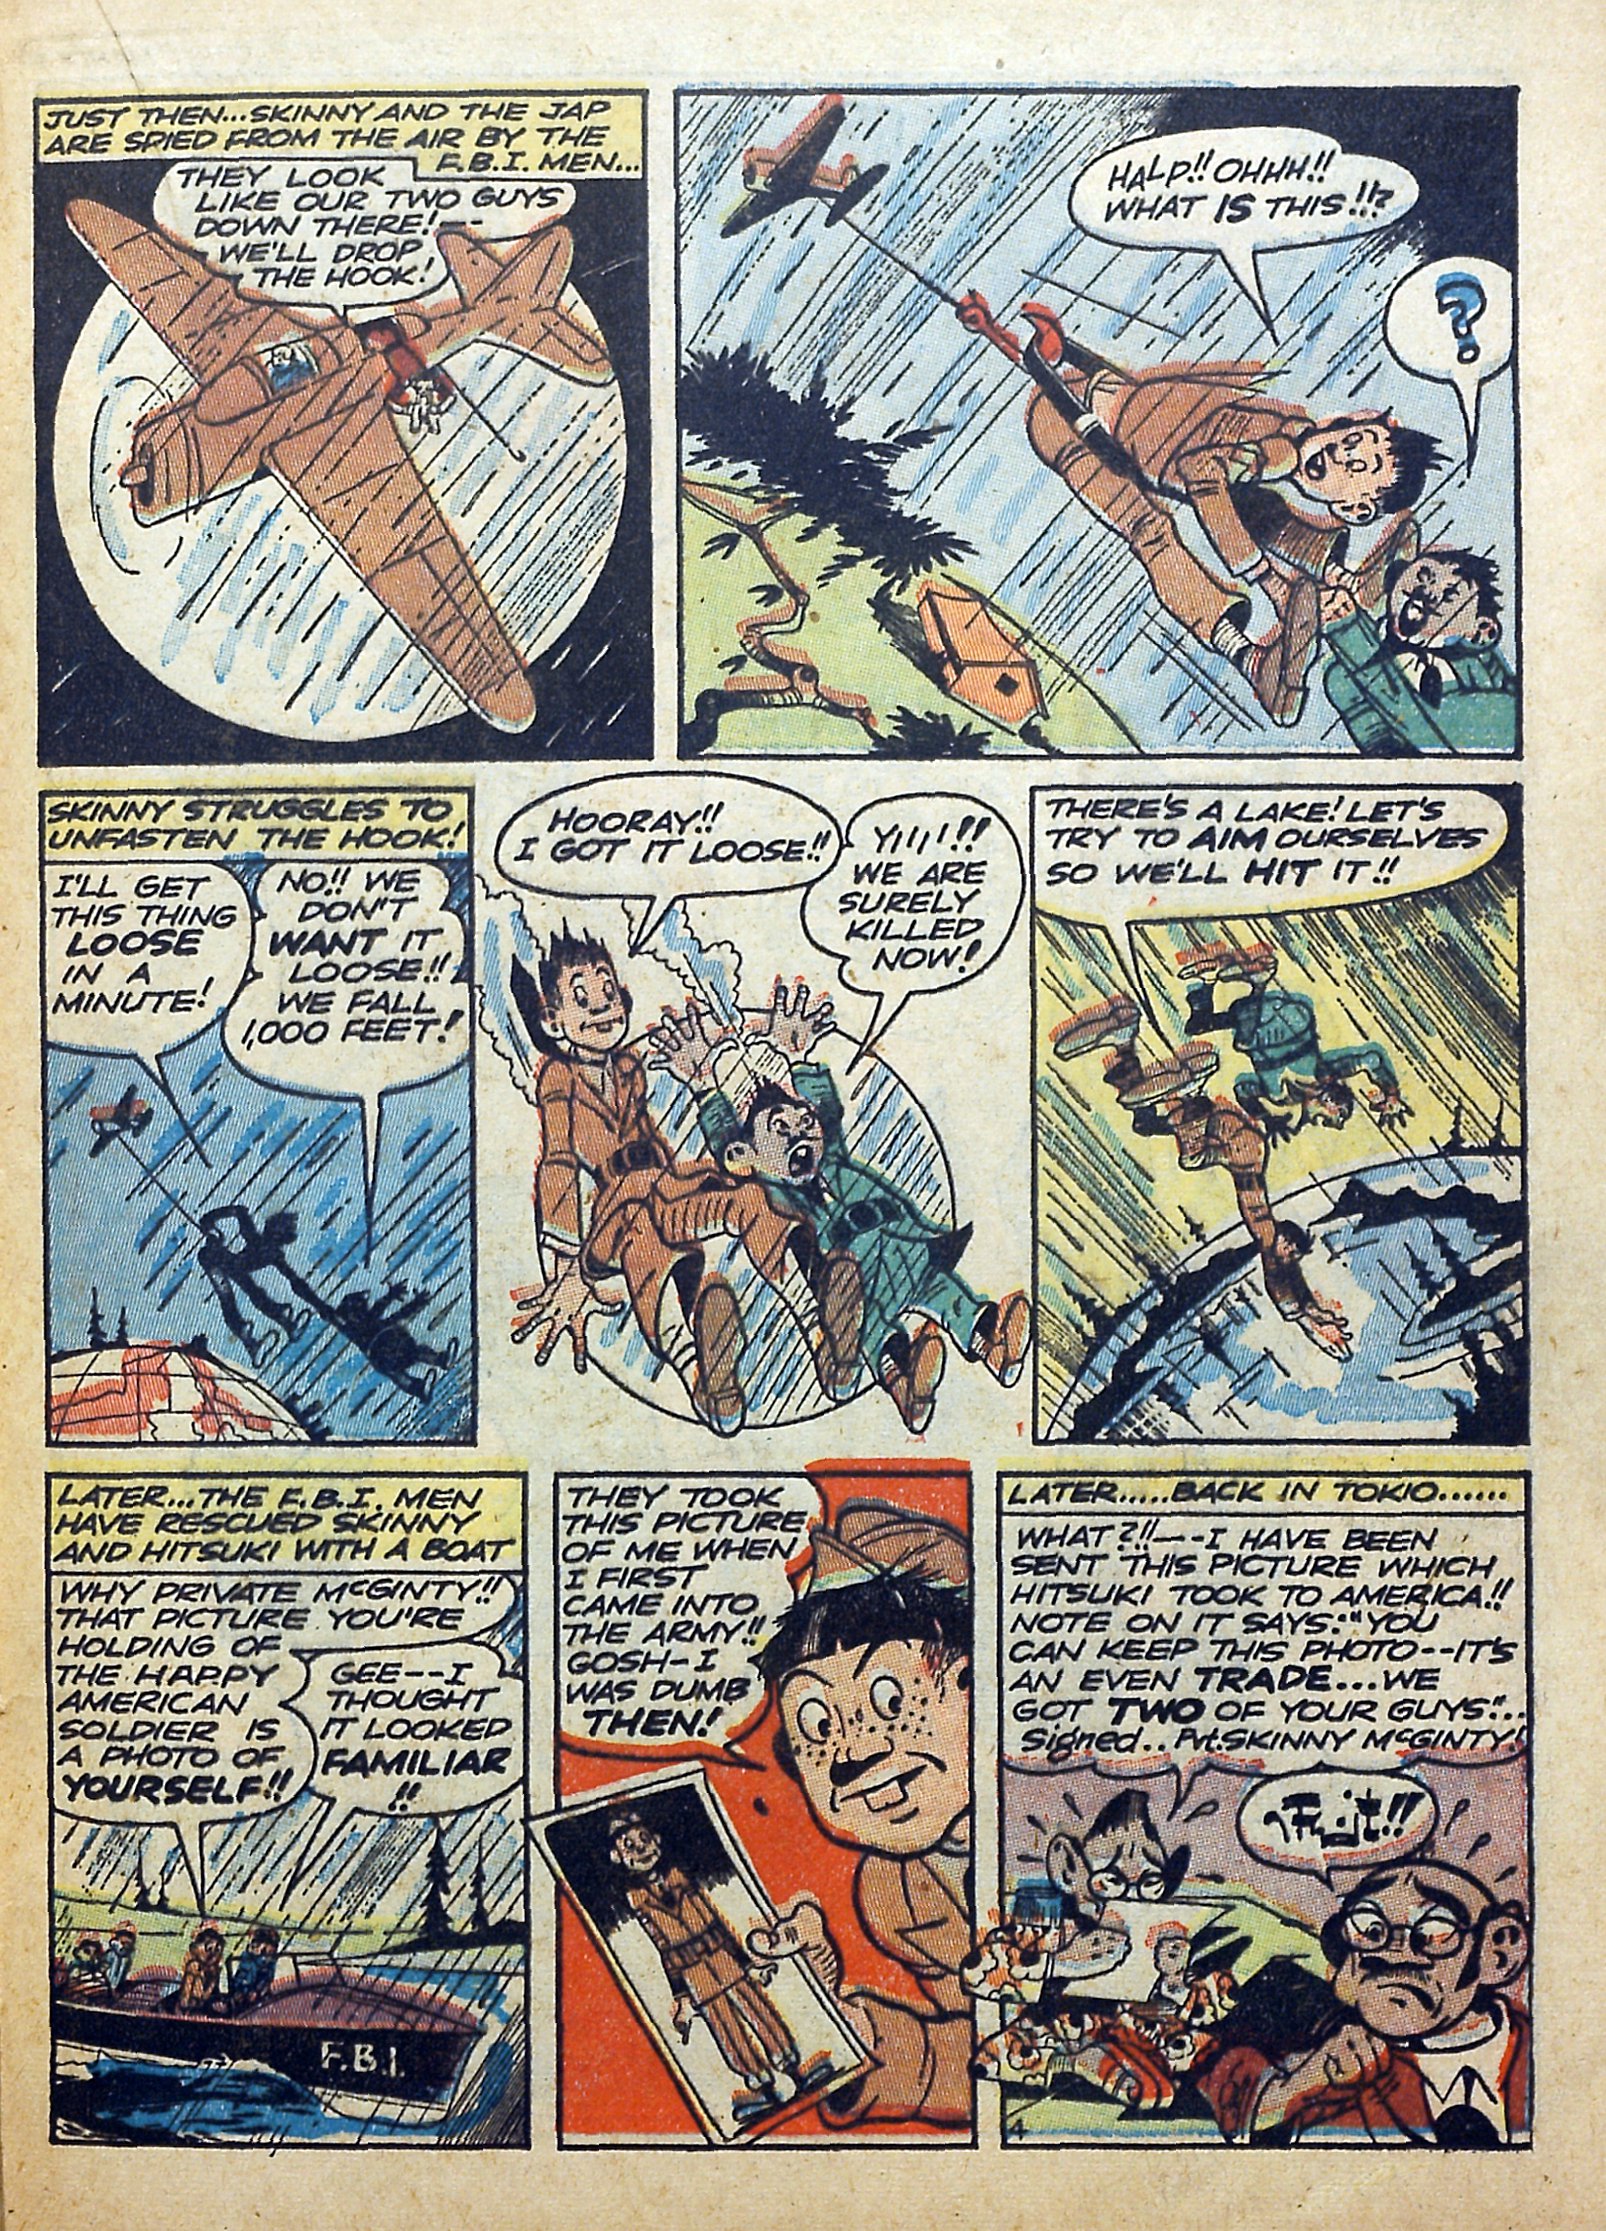 JUST THEN...SKINNY AND THE JAP
ARE SPIED FROM THE AIR BY THE
F.B.I. MEN...
THEY LOOK
LIKE OUR TWO GUYS
DOWN THERE!--
WE'LL DROP
THE HOOK!
HALP!! OHHH!!
WHAT IS THIS!!?
?
SKINNY STRUGGLES TO
UNFASTEN THE HOOK!
I'LL GET
THIS THING
LOOSE
IN A
MINUTE!
NO!! WE
DON'T
WANT IT
LOOSE!!
WE FALL
1,000 FEET!
HOORAY!!
I GOT IT LOOSE!!
YIIII!!
WE ARE
SURELY
KILLED
NOW!
THERE'S A LAKE! LET'S
TRY TO AIM OURSELVES
SO WE'LL HIT IT!!
LATER...THE F.B.I. MEN
HAVE RESCUED SKINNY
AND HITSUKI WITH A BOAT
WHY PRIVATE McGINTY!!
THAT PICTURE YOU'RE
HOLDING OF
THE HAPPY
AMERICAN
SOLDIER IS
A PHOTO OF
YOURSELF!!
GEE--I
THOUGHT
IT LOOKED
FAMILIAR
!!
F.B.I.
THEY TOOK
THIS PICTURE
OF ME WHEN
I FIRST
CAME INTO
THE ARMY!!
GOSH-I
WAS DUMB
THEN!
LATER.....BACK IN TOKIO......
WHAT?!!--I HAVE BEEN
SENT THIS PICTURE WHICH
HITSUKI TOOK TO AMERICA!!
NOTE ON IT SAYS:"YOU
CAN KEEP THIS PHOTO--IT'S
AN EVEN TRADE...WE
GOT TWO OF YOUR GUYS"...
Signed.. Pvt. SKINNY McGINTY!
4